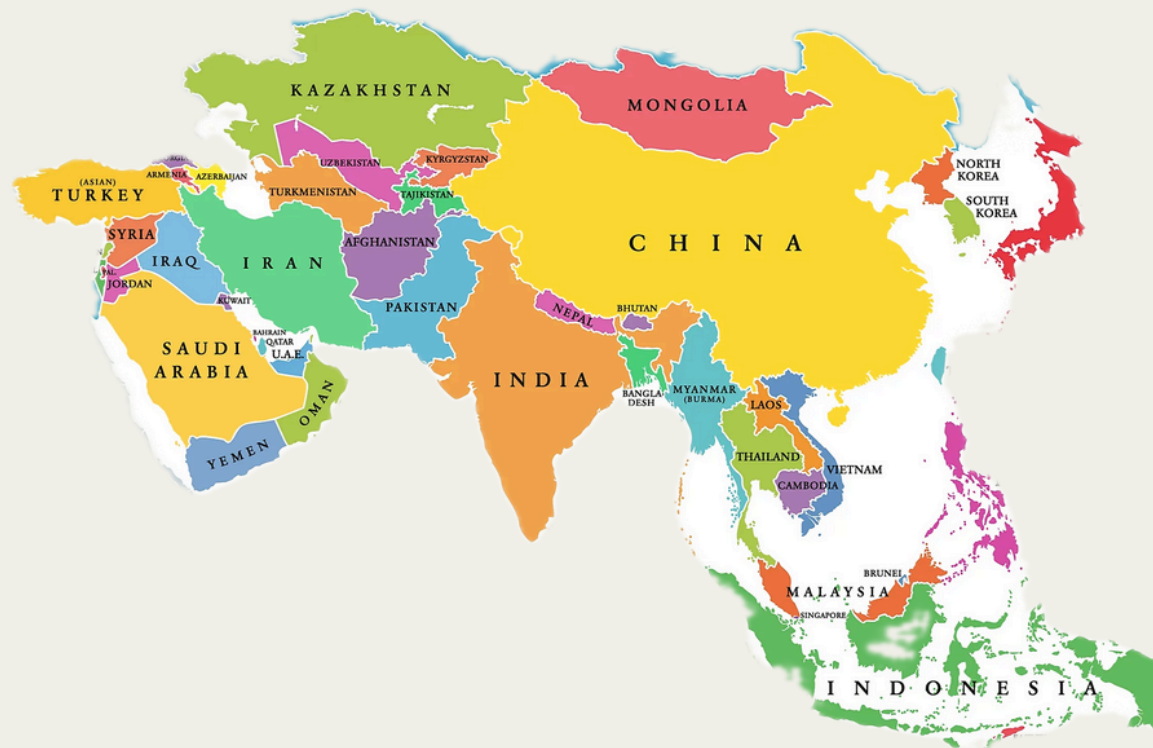 KAZAKHSTAN
MONGOLIA
UZBEKISTAN
KYRGYZSTAN
(ASIAN)
TURKEY
ARMENIA
AZERBAIJAN
TURKMENISTAN
TAJIKISTAN
NORTH
KOREA
SOUTH
KOREA
SYRIA
IRAQ
IRAN
AFGHANISTAN
CHINA
PAL.
JORDAN
KUWAIT
PAKISTAN
NEPAL
BHUTAN
BAHRAIN
QATAR
U.A.E.
SAUDI
ARABIA
OMAN
YEMEN
INDIA
BANGLA
DESH
MYANMAR
(BURMA)
LAOS
THAILAND
VIETNAM
CAMBODIA
BRUNEI
MALAYSIA
SINGAPORE
INDONESIA